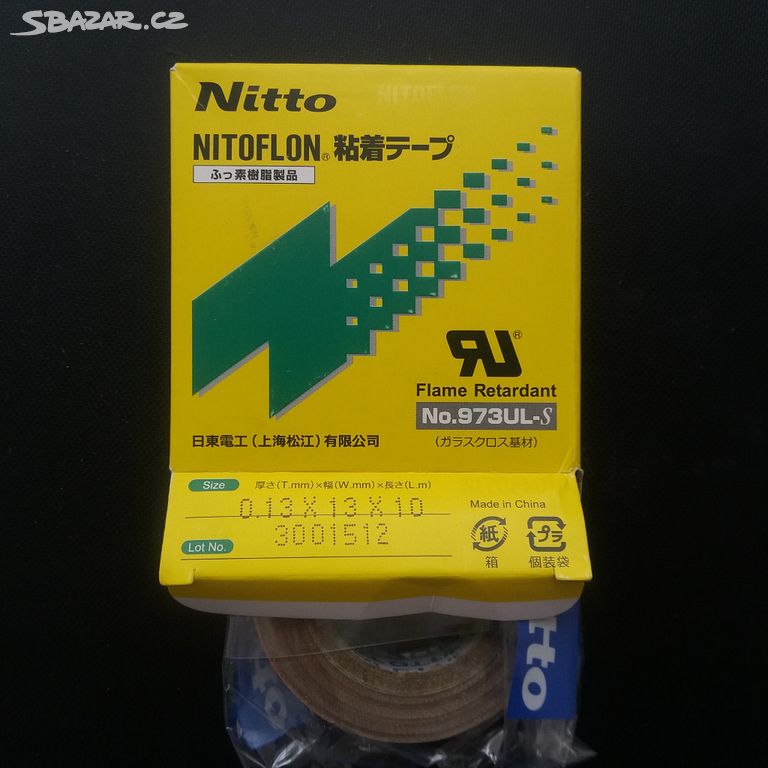 SBAZAR.CZ
Nitto
NITOFLON® 粘着テープ
ふっ素樹脂製品
RU®
Flame Retardant
No.973UL-S
日東電工(上海松江)有限公司
(ガラスクロス基材)
Size 厚さ(T.mm)×幅(W.mm)×長さ(L.m)
0.13 X 13 X 10
Lot No. 3001512
Made in China
紙 プラ
箱 個装袋
Nitto